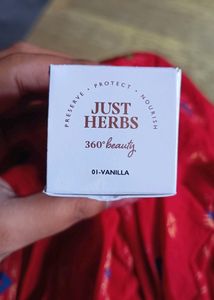 PRESERVE • PROTECT • NOURISH
JUST
HERBS
360° beauty
01-VANILLA